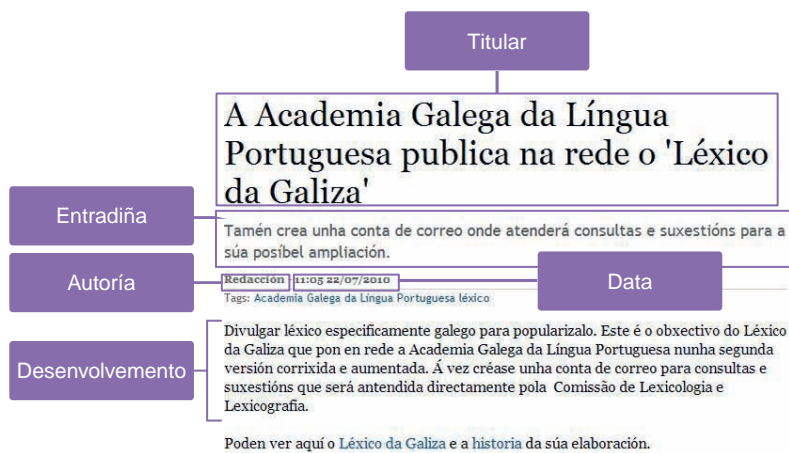 Titular
A Academia Galega da Língua
Portuguesa publica na rede o 'Léxico
da Galiza'
Entradiña
Tamén crea unha conta de correo onde atenderá consultas e suxestións para a
súa posíbel ampliación.
Autoría
Redacción - 11:05 22/07/2010
Data
Tags: Academia Galega da Língua Portuguesa léxico
Desenvolvemento
Divulgar léxico especificamente galego para popularizalo. Este é o obxectivo do Léxico
da Galiza que pon en rede a Academia Galega da Língua Portuguesa nunha segunda
versión corrixida e aumentada. Á vez créase unha conta de correo para consultas e
suxestións que será antendida directamente pola Comissão de Lexicologia e
Lexicografia.
Poden ver aquí o Léxico da Galiza e a historia da súa elaboración.